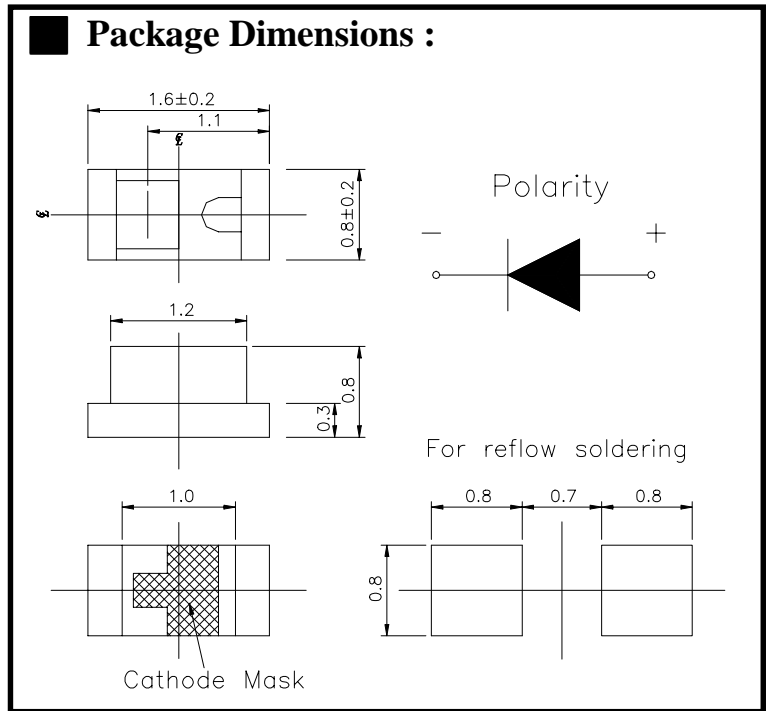 Package Dimensions :
1.6±0.2
1.1
℄
℄
0.8±0.2
Polarity
− +
1.2
0.8
0.3
For reflow soldering
1.0
0.8 0.7 0.8
0.8
Cathode Mask